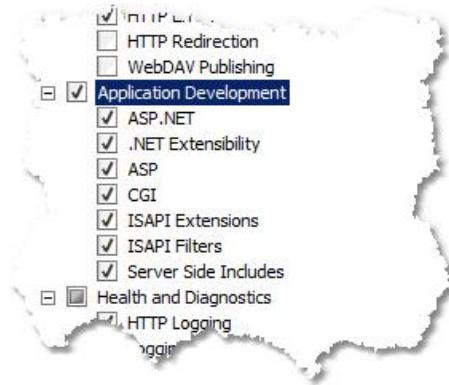 HTTP Redirection
WebDAV Publishing
Application Development
ASP.NET
.NET Extensibility
ASP
CGI
ISAPI Extensions
ISAPI Filters
Server Side Includes
Health and Diagnostics
HTTP Logging